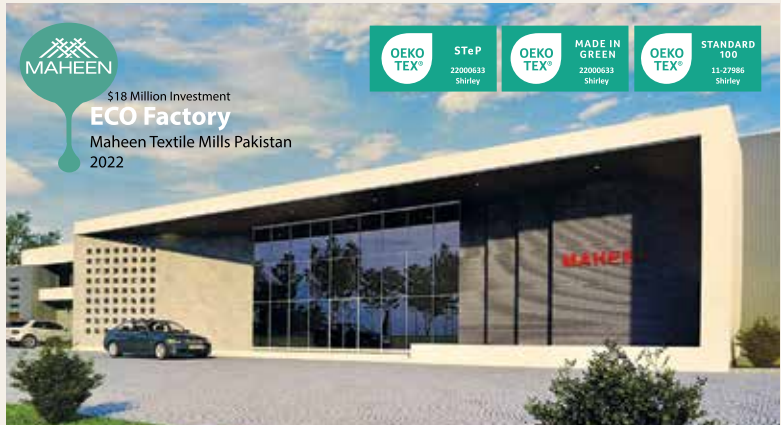 MAHEEN
$18 Million Investment
ECO Factory
Maheen Textile Mills Pakistan
2022
OEKO
TEX®
STeP
22000633
Shirley
OEKO
TEX®
MADE IN
GREEN
22000633
Shirley
OEKO
TEX®
STANDARD
100
11-27986
Shirley
MAHEEN